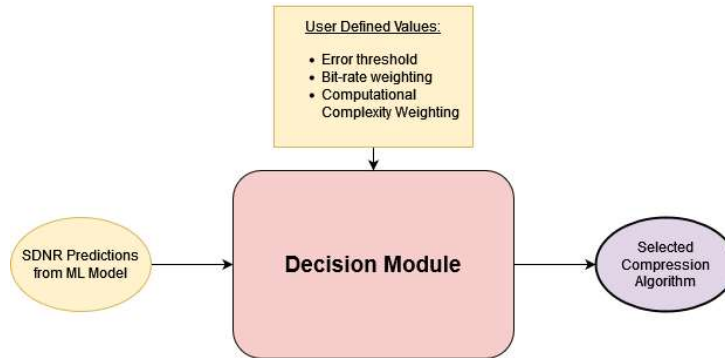 User Defined Values:
• Error threshold
• Bit-rate weighting
• Computational
Complexity Weighting
SDNR Predictions
from ML Model
Decision Module
Selected
Compression
Algorithm